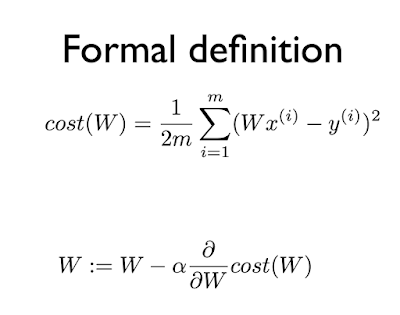 Formal definition
cost(W) = \frac{1}{2m} \sum_{i=1}^{m} (Wx^{(i)} - y^{(i)})^2
W := W - \alpha \frac{\partial}{\partial W} cost(W)